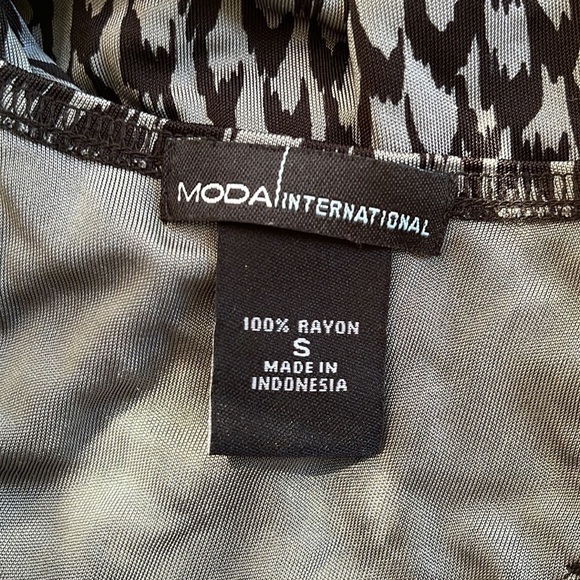 MODA INTERNATIONAL
100% RAYON
S
MADE IN
INDONESIA